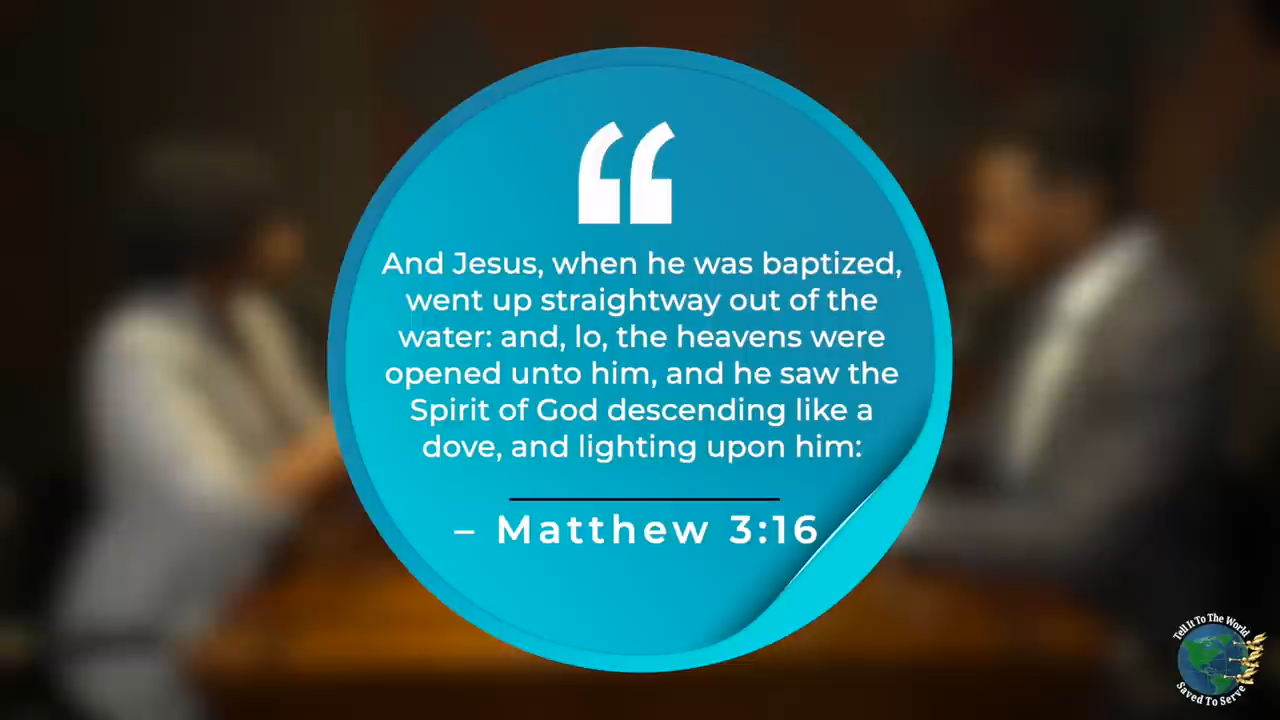 And Jesus, when he was baptized,
went up straightway out of the
water: and, lo, the heavens were
opened unto him, and he saw the
Spirit of God descending like a
dove, and lighting upon him:
– Matthew 3:16
Tell It To The World
Saved To Serve